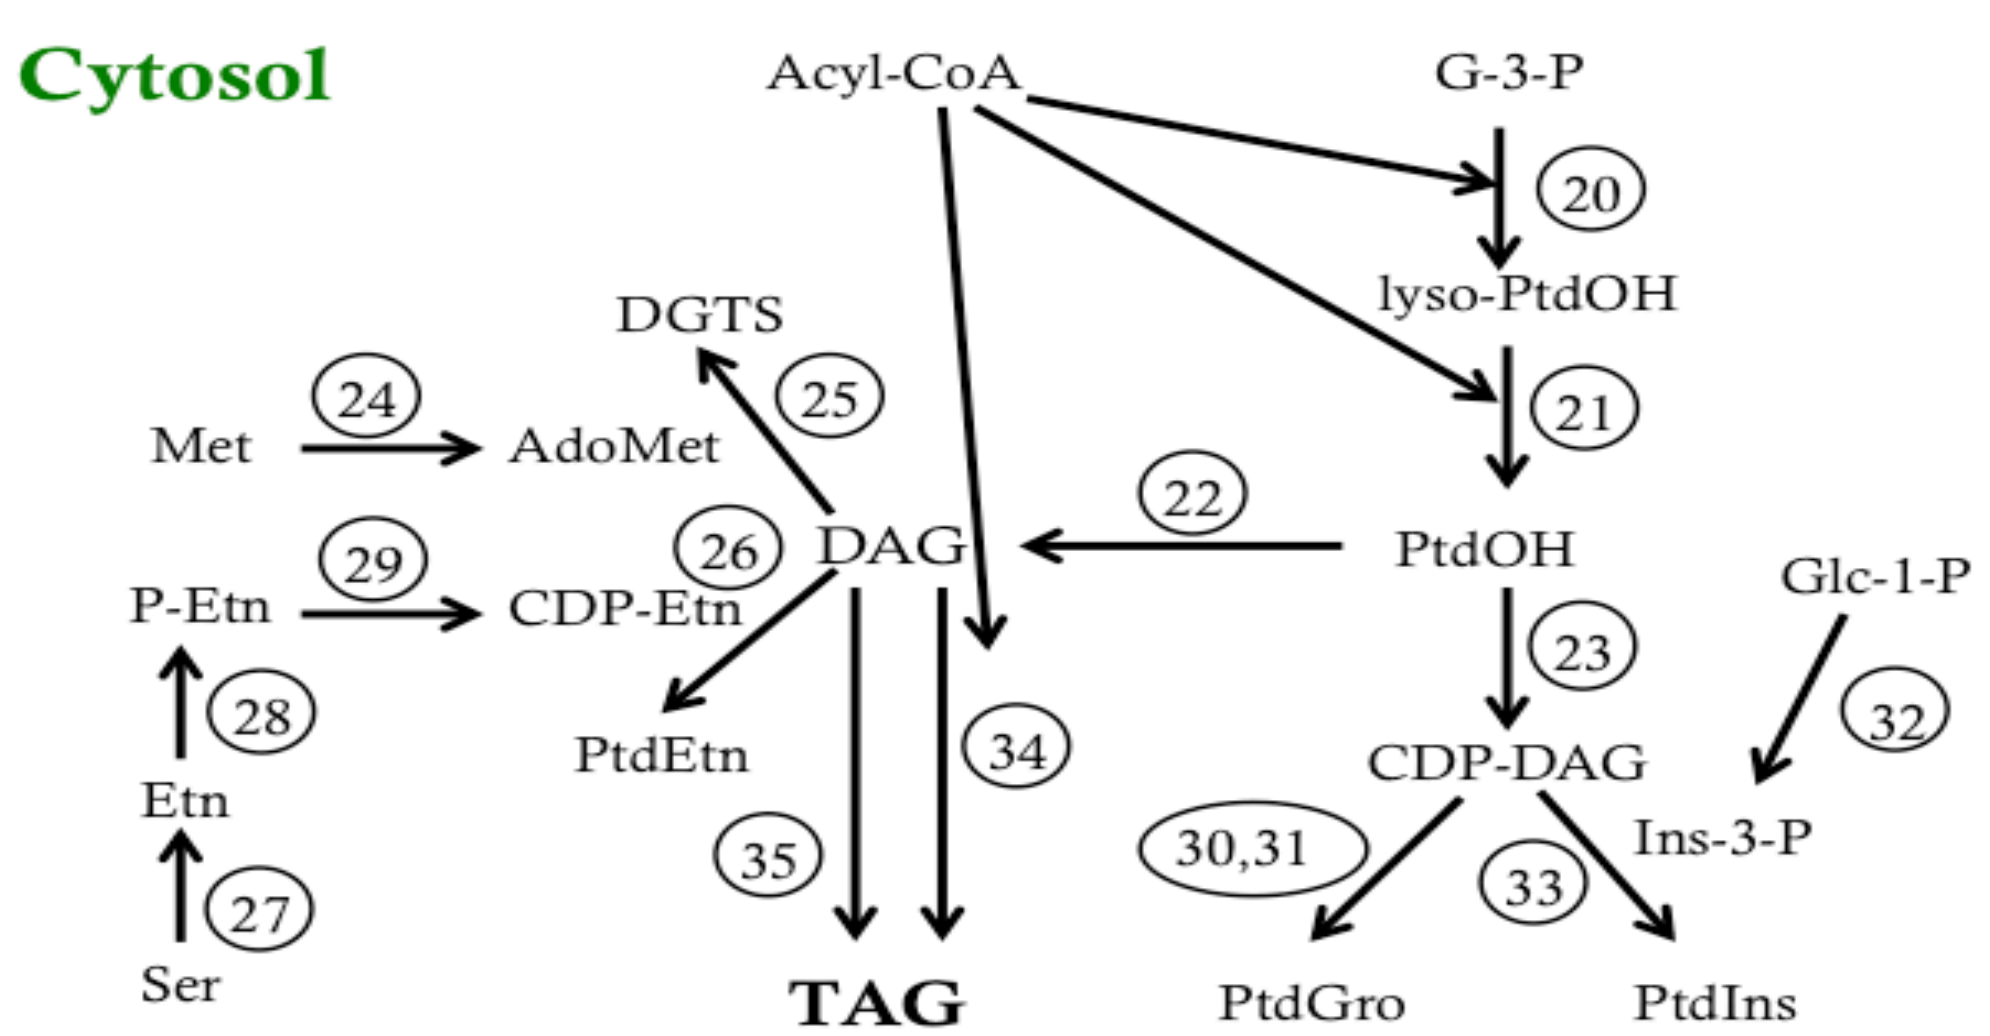 Cytosol
Acyl-CoA
G-3-P
20
lyso-PtdOH
DGTS
24
25
21
Met
AdoMet
22
29
26
DAG
PtdOH
Glc-1-P
P-Etn
CDP-Etn
28
23
32
PtdEtn
34
CDP-DAG
Etn
35
30,31
Ins-3-P
27
33
Ser
TAG
PtdGro
PtdIns